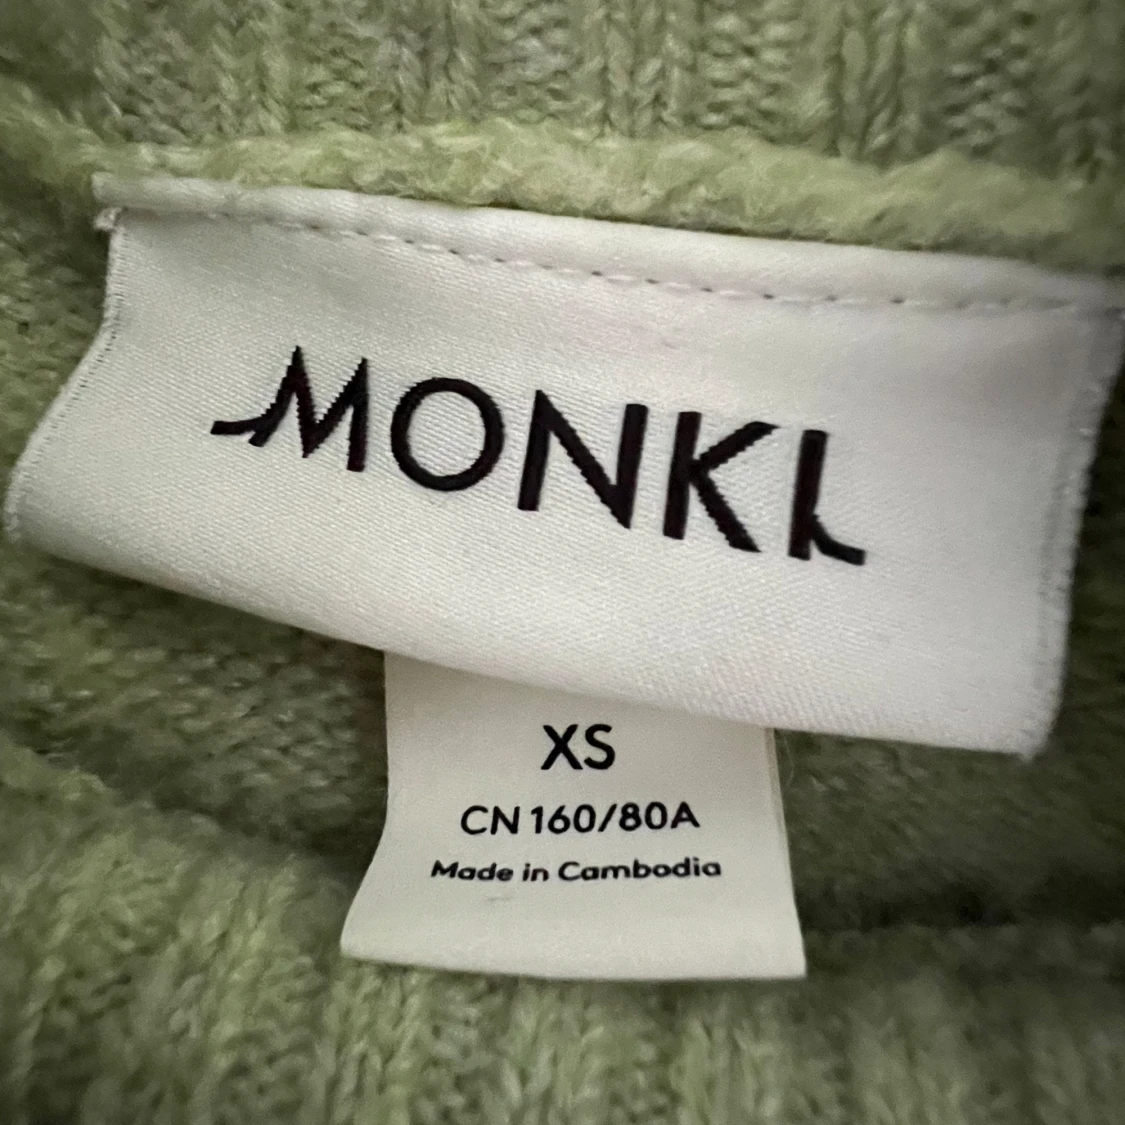 MONKI
XS
CN 160/80A
Made in Cambodia